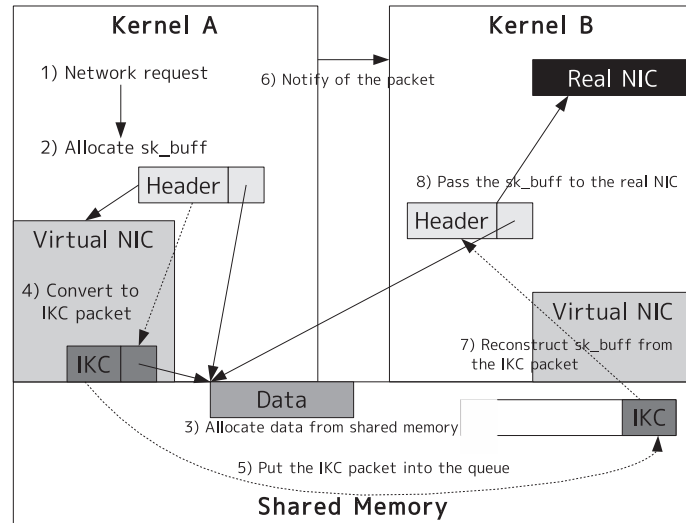 Kernel A
Kernel B
1) Network request
6) Notify of the packet
Real NIC
2) Allocate sk_buff
Header
8) Pass the sk_buff to the real NIC
Header
Virtual NIC
4) Convert to
IKC packet
Virtual NIC
7) Reconstruct sk_buff from
the IKC packet
IKC
Data
IKC
3) Allocate data from shared memory
5) Put the IKC packet into the queue
Shared Memory